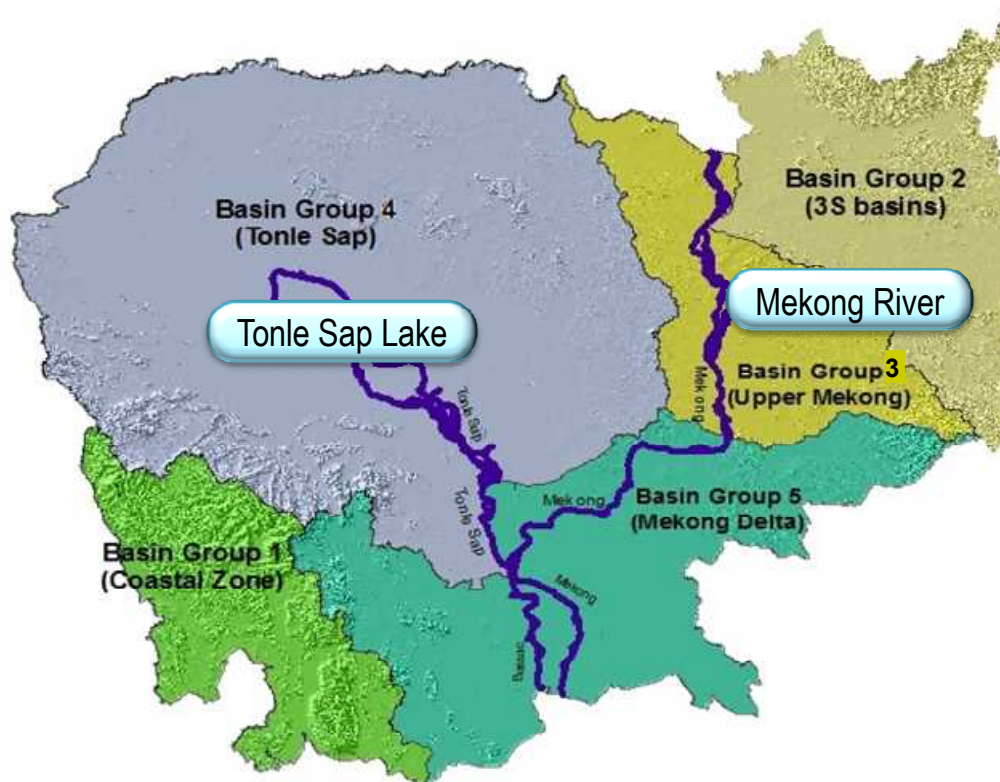 Basin Group 2
(3S basins)
Basin Group 4
(Tonle Sap)
Mekong River
Tonle Sap Lake
Basin Group 3
(Upper Mekong)
Mekong
Tonle Sap
Tonle Sap
Mekong
Basin Group 5
(Mekong Delta)
Basin Group 1
(Coastal Zone)
Mekong
Bassac